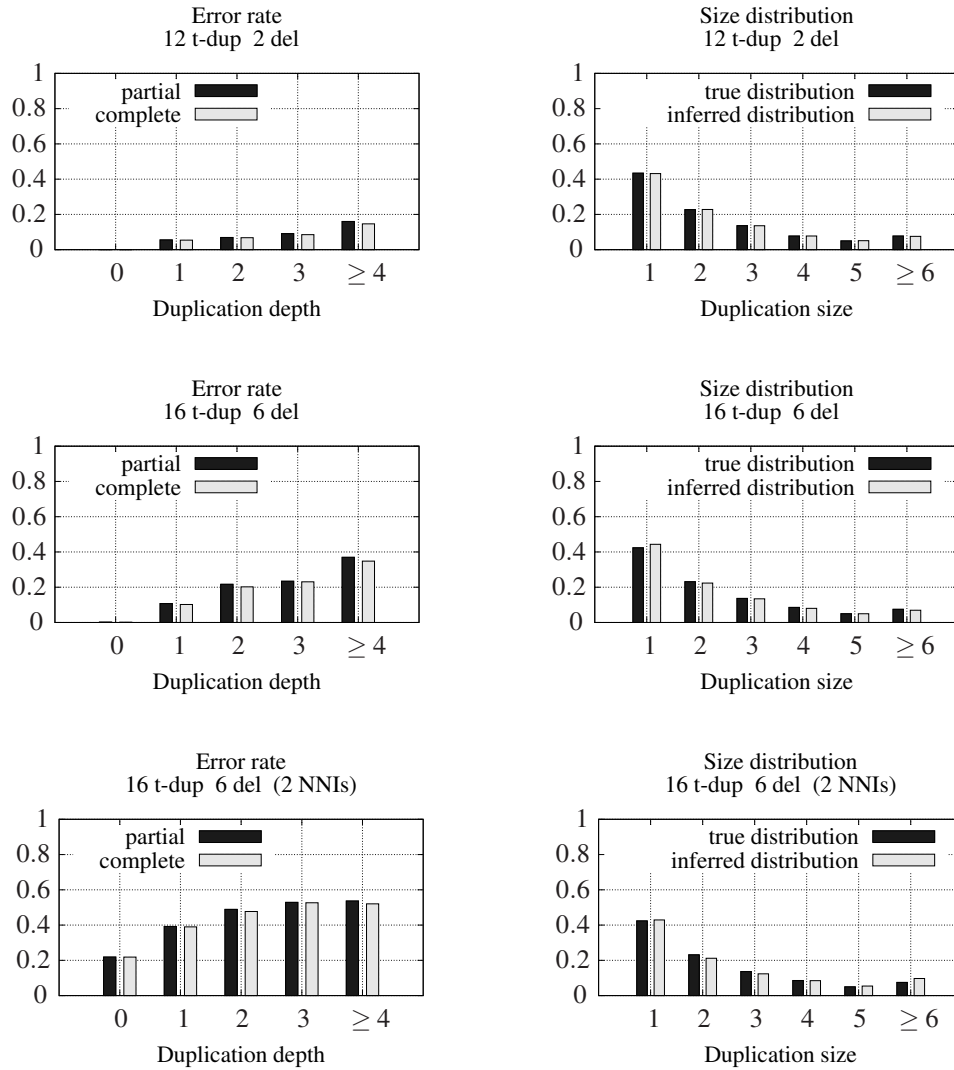 Error rate
12 t-dup 2 del
1
0.8
0.6
0.4
0.2
0
partial
complete
0 1 2 3 ≥ 4
Duplication depth
Size distribution
12 t-dup 2 del
1
0.8
0.6
0.4
0.2
0
true distribution
inferred distribution
1 2 3 4 5 ≥ 6
Duplication size
Error rate
16 t-dup 6 del
1
0.8
0.6
0.4
0.2
0
partial
complete
0 1 2 3 ≥ 4
Duplication depth
Size distribution
16 t-dup 6 del
1
0.8
0.6
0.4
0.2
0
true distribution
inferred distribution
1 2 3 4 5 ≥ 6
Duplication size
Error rate
16 t-dup 6 del (2 NNIs)
1
0.8
0.6
0.4
0.2
0
partial
complete
0 1 2 3 ≥ 4
Duplication depth
Size distribution
16 t-dup 6 del (2 NNIs)
1
0.8
0.6
0.4
0.2
0
true distribution
inferred distribution
1 2 3 4 5 ≥ 6
Duplication size